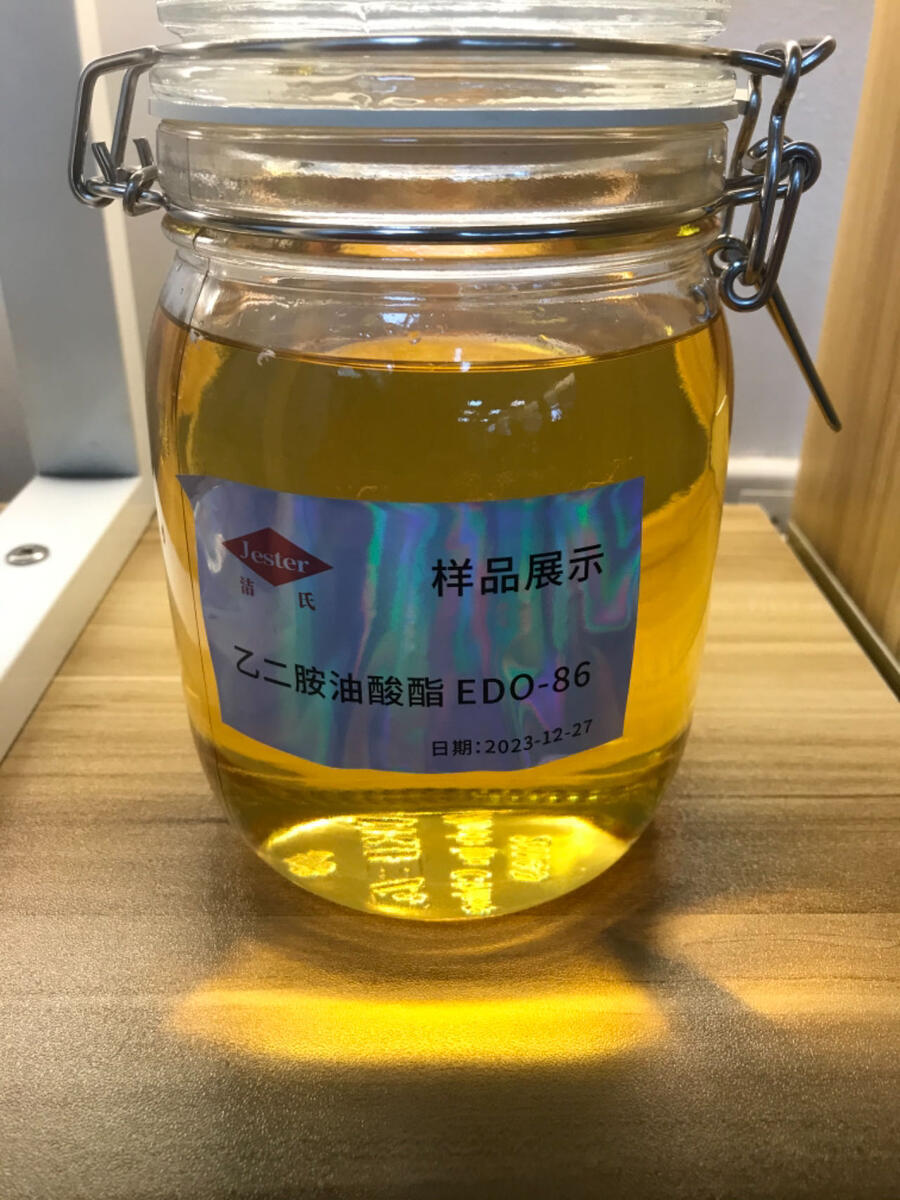 Jester
洁氏
样品展示
乙二胺油酸酯 EDO-86
日期:2023-12-27